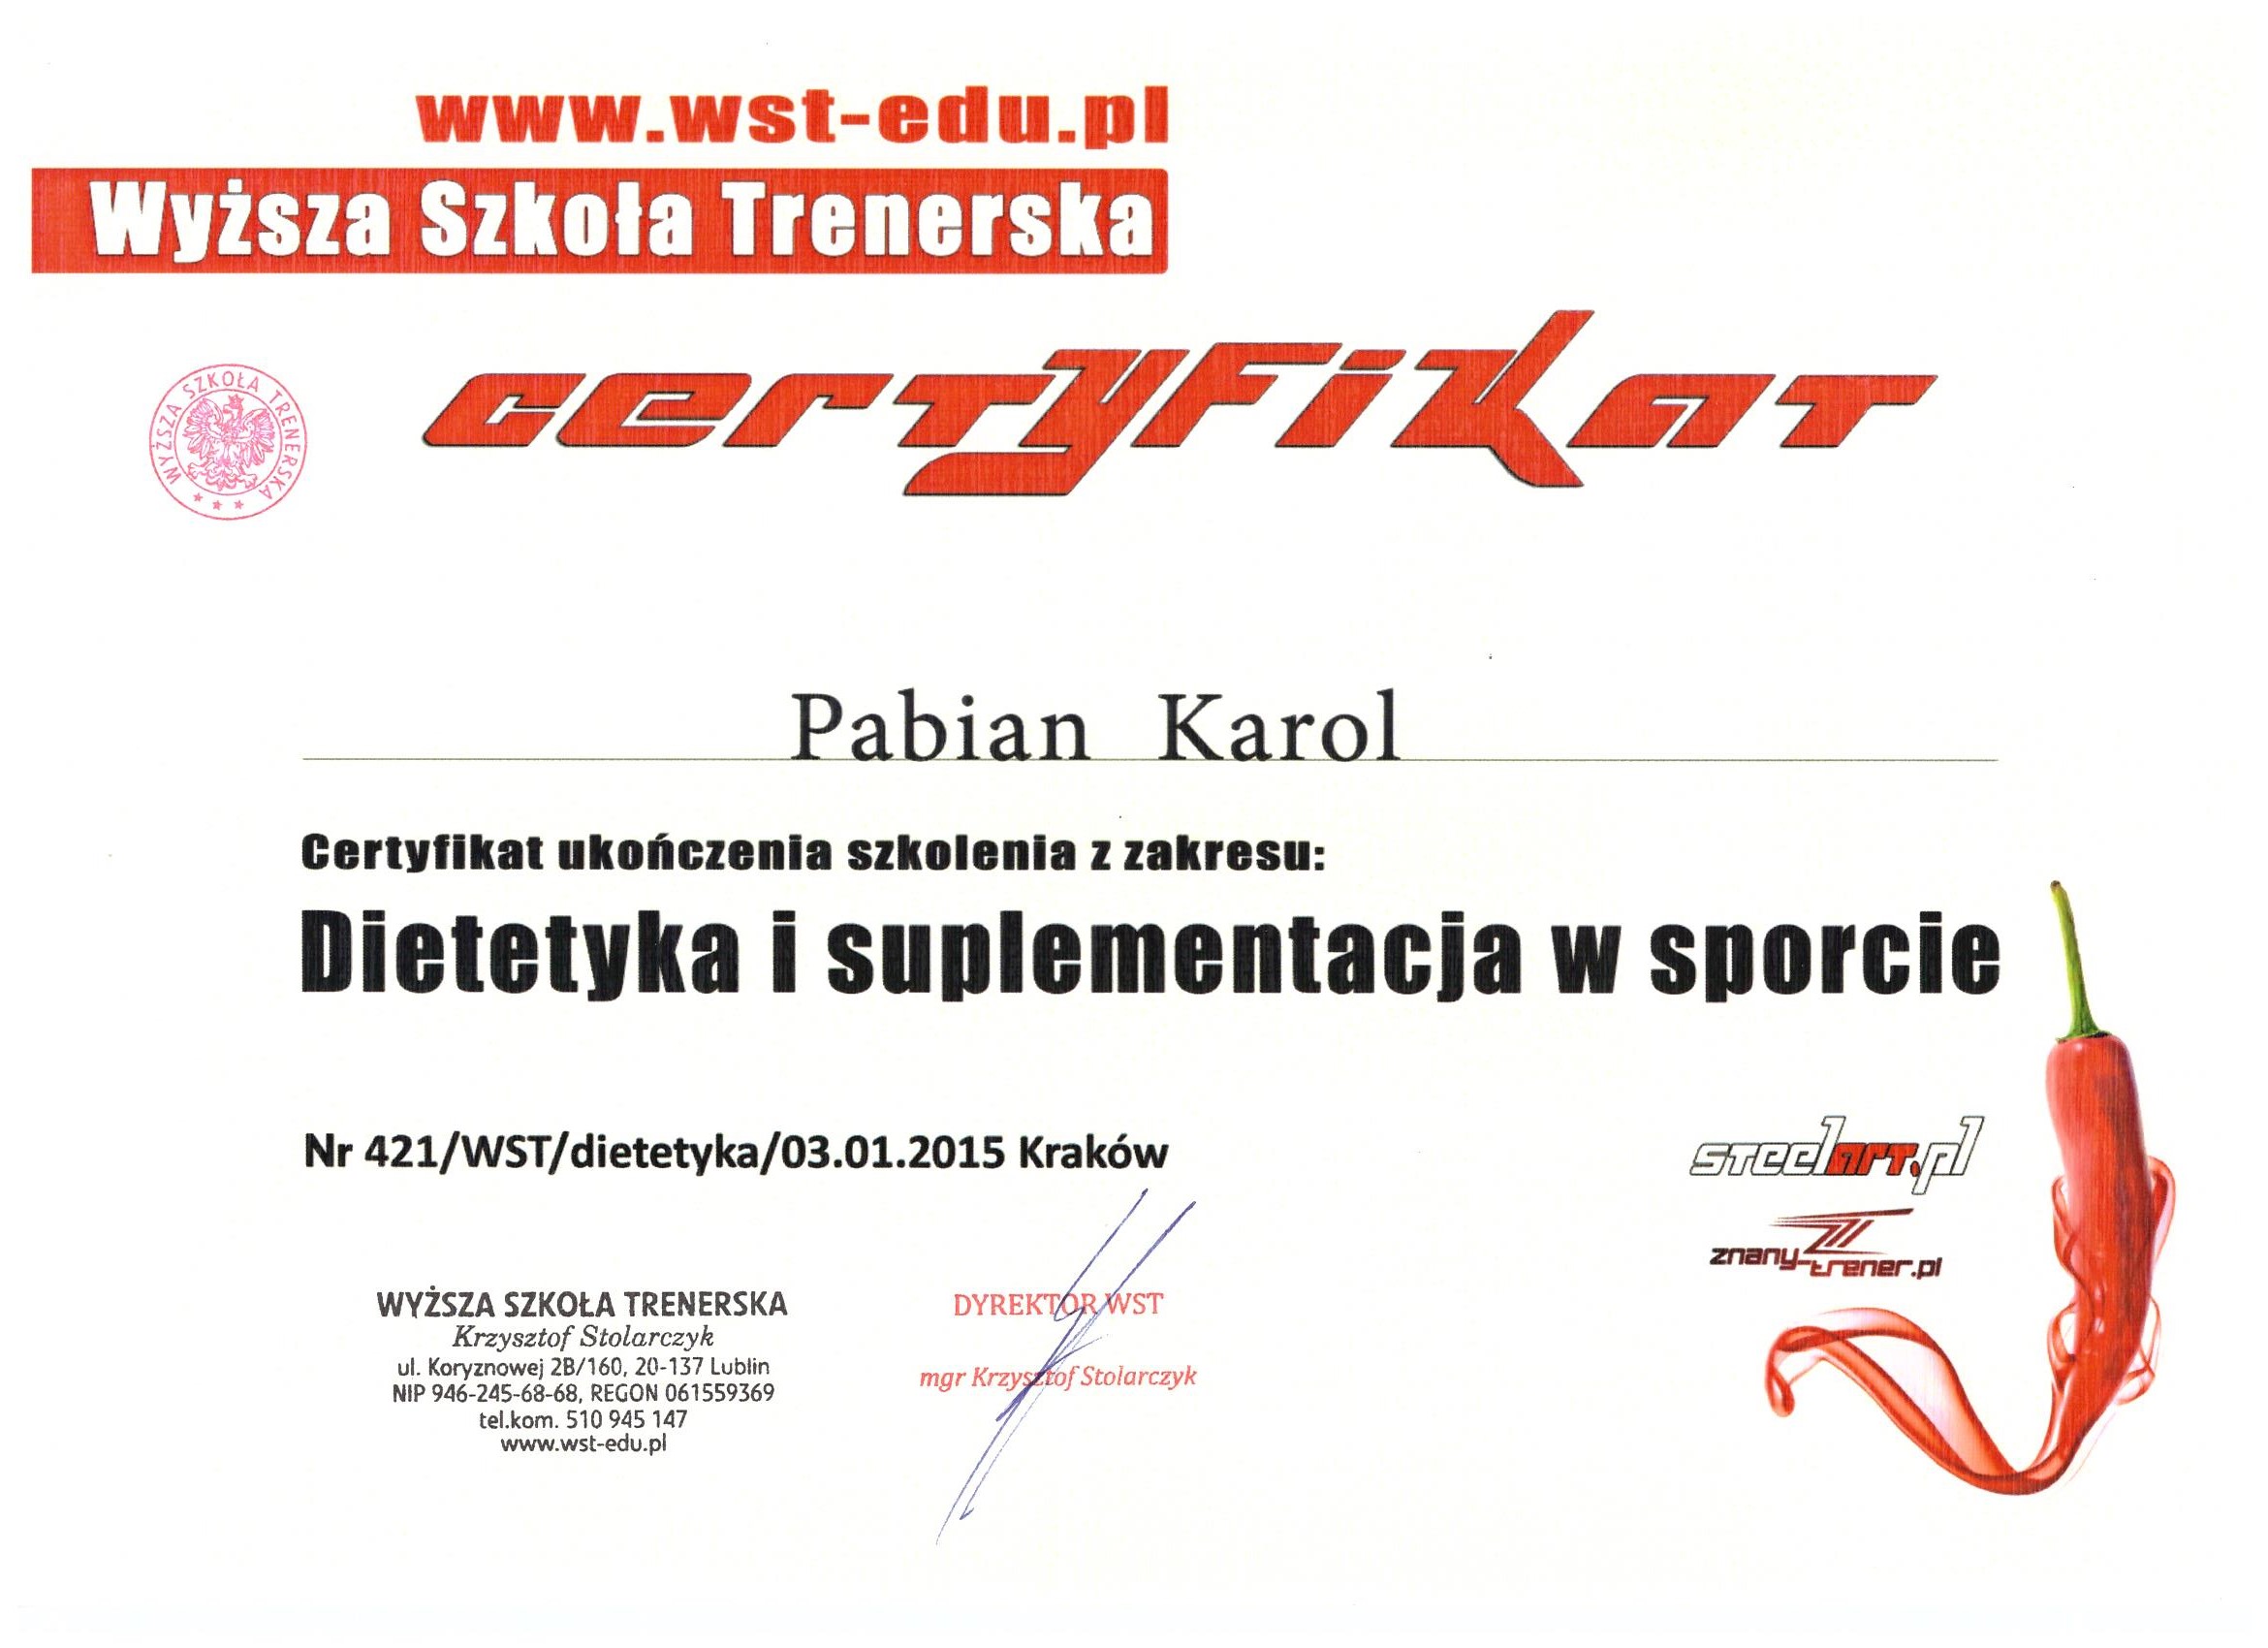 www.wst-edu.pl
Wyższa Szkoła Trenerska
certyfikat
WYŻSZA SZKOŁA TRENERSKA
Pabian Karol
Certyfikat ukończenia szkolenia z zakresu:
Dietetyka i suplementacja w sporcie
Nr 421/WST/dietetyka/03.01.2015 Kraków
steelart.pl
znany-trener.pl
WYŻSZA SZKOŁA TRENERSKA
Krzysztof Stolarczyk
ul. Koryznowej 2B/160, 20-137 Lublin
NIP 946-245-68-68, REGON 061559369
tel.kom. 510 945 147
www.wst-edu.pl
DYREKTOR WST
mgr Krzysztof Stolarczyk